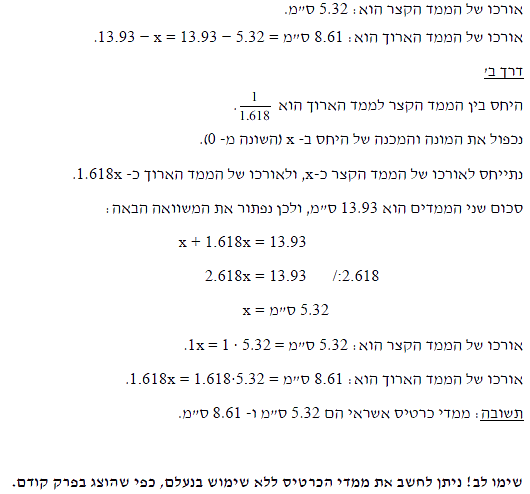 אורכו של הממד הקצר הוא: 5.32 ס״מ.
אורכו של הממד הארוך הוא: 8.61 ס״מ = 5.32 − 13.93 = x − 13.93.
דרך ב׳
היחס בין הממד הקצר לממד הארוך הוא 1/1.618.
נכפול את המונה והמכנה של היחס ב- x (השונה מ- 0).
נתייחס לאורכו של הממד הקצר כ-x, ולאורכו של הממד הארוך כ- 1.618x.
סכום שני הממדים הוא 13.93 ס״מ, ולכן נפתור את המשוואה הבאה:
x + 1.618x = 13.93
2.618x = 13.93 /:2.618
x = 5.32 ס״מ
אורכו של הממד הקצר הוא: 5.32 ס״מ = 5.32 · 1 = 1x.
אורכו של הממד הארוך הוא: 8.61 ס״מ = 1.618·5.32 = 1.618x.
תשובה: ממדי כרטיס אשראי הם 5.32 ס״מ ו- 8.61 ס״מ.
שימו לב! ניתן לחשב את ממדי הכרטיס ללא שימוש בנעלם, כפי שהוצג בפרק קודם.